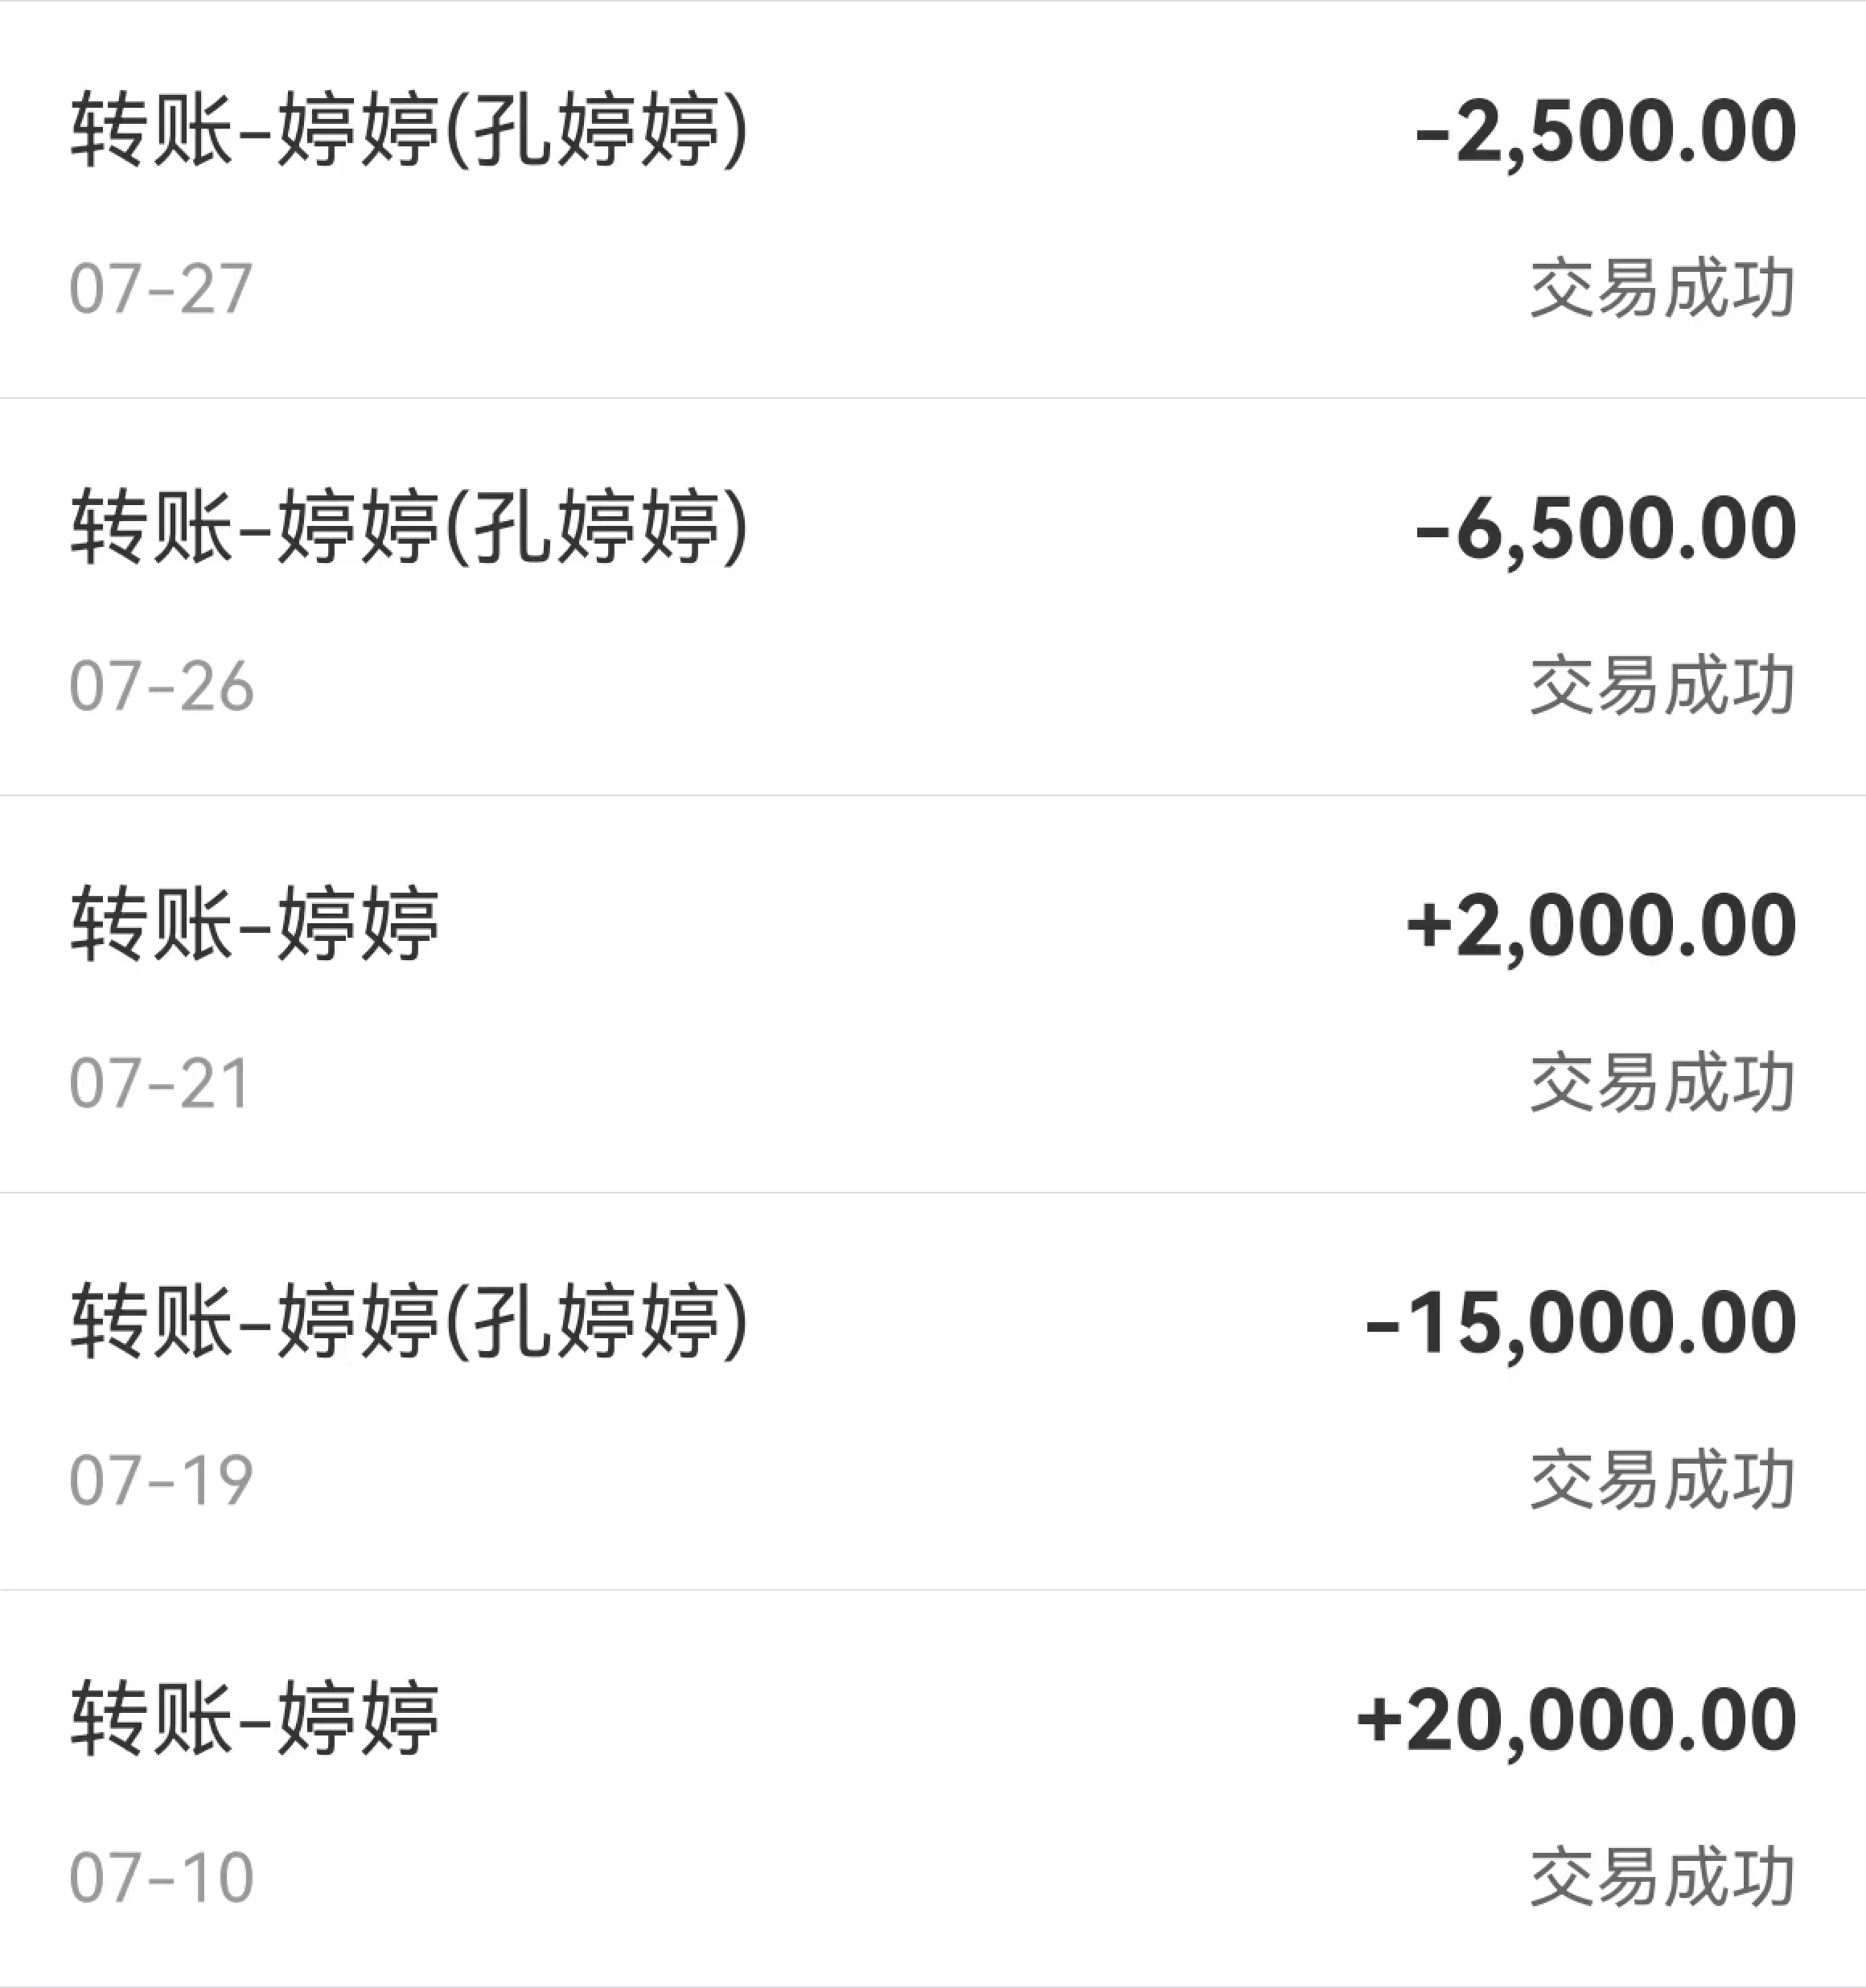 转账-婷婷(孔婷婷) -2,500.00
07-27 交易成功
转账-婷婷(孔婷婷) -6,500.00
07-26 交易成功
转账-婷婷 +2,000.00
07-21 交易成功
转账-婷婷(孔婷婷) -15,000.00
07-19 交易成功
转账-婷婷 +20,000.00
07-10 交易成功